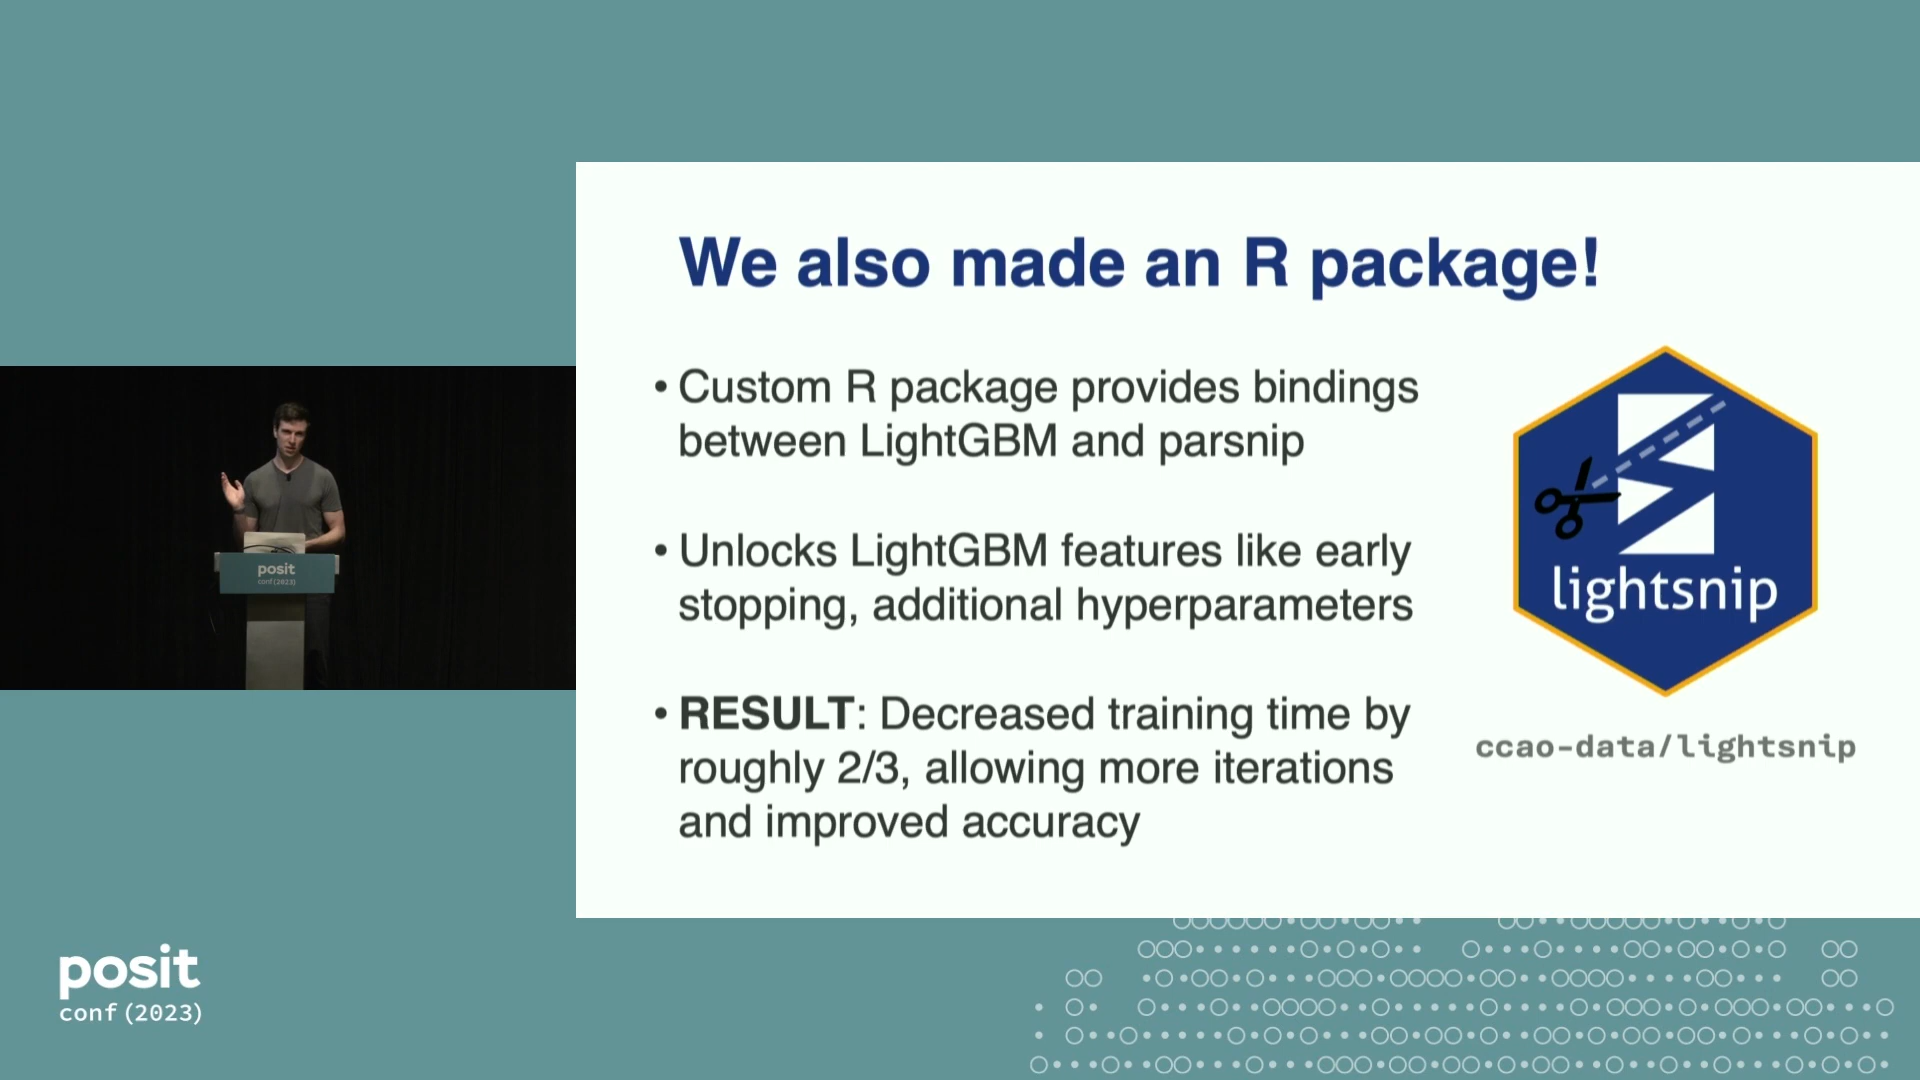 We also made an R package!
• Custom R package provides bindings
between LightGBM and parsnip
• Unlocks LightGBM features like early
stopping, additional hyperparameters
• RESULT: Decreased training time by
roughly 2/3, allowing more iterations
and improved accuracy
lightsnip
ccao-data/lightsnip
posit
conf(2023)
posit
conf(2023)